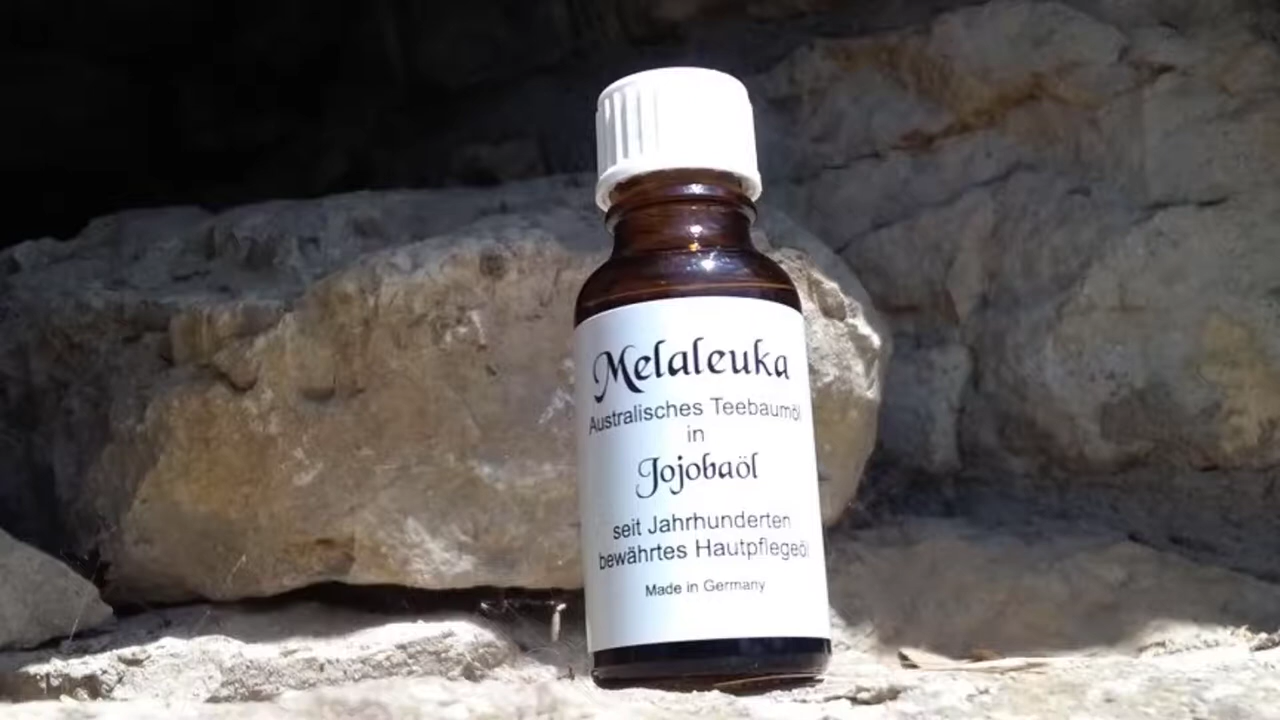 Melaleuka
Australisches Teebaumöl
in
Jojobaöl
seit Jahrhunderten
bewährtes Hautpflegeöl
Made in Germany